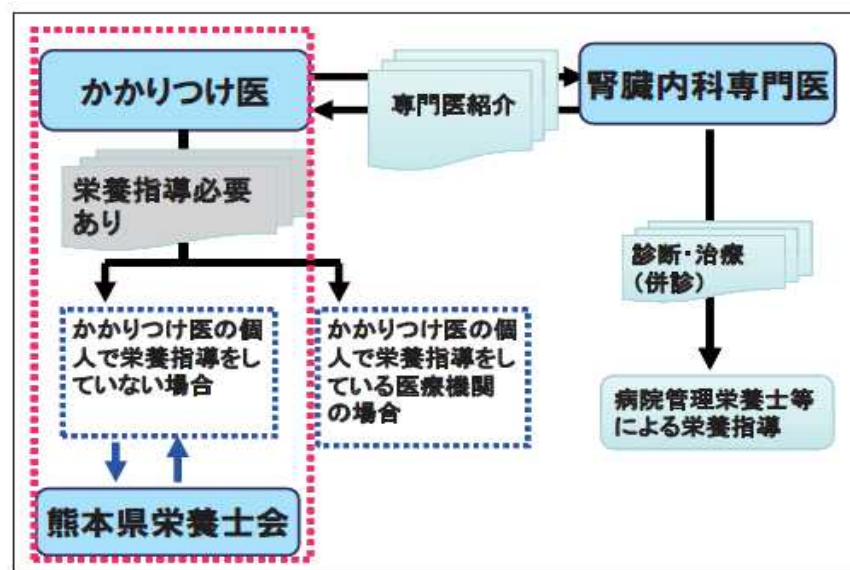 かかりつけ医
専門医紹介
腎臓内科専門医
栄養指導必要
あり
診断・治療
（併診）
かかりつけ医の個
人で栄養指導をし
ていない場合
かかりつけ医の個
人で栄養指導をし
ている医療機関
の場合
病院管理栄養士等
による栄養指導
熊本県栄養士会